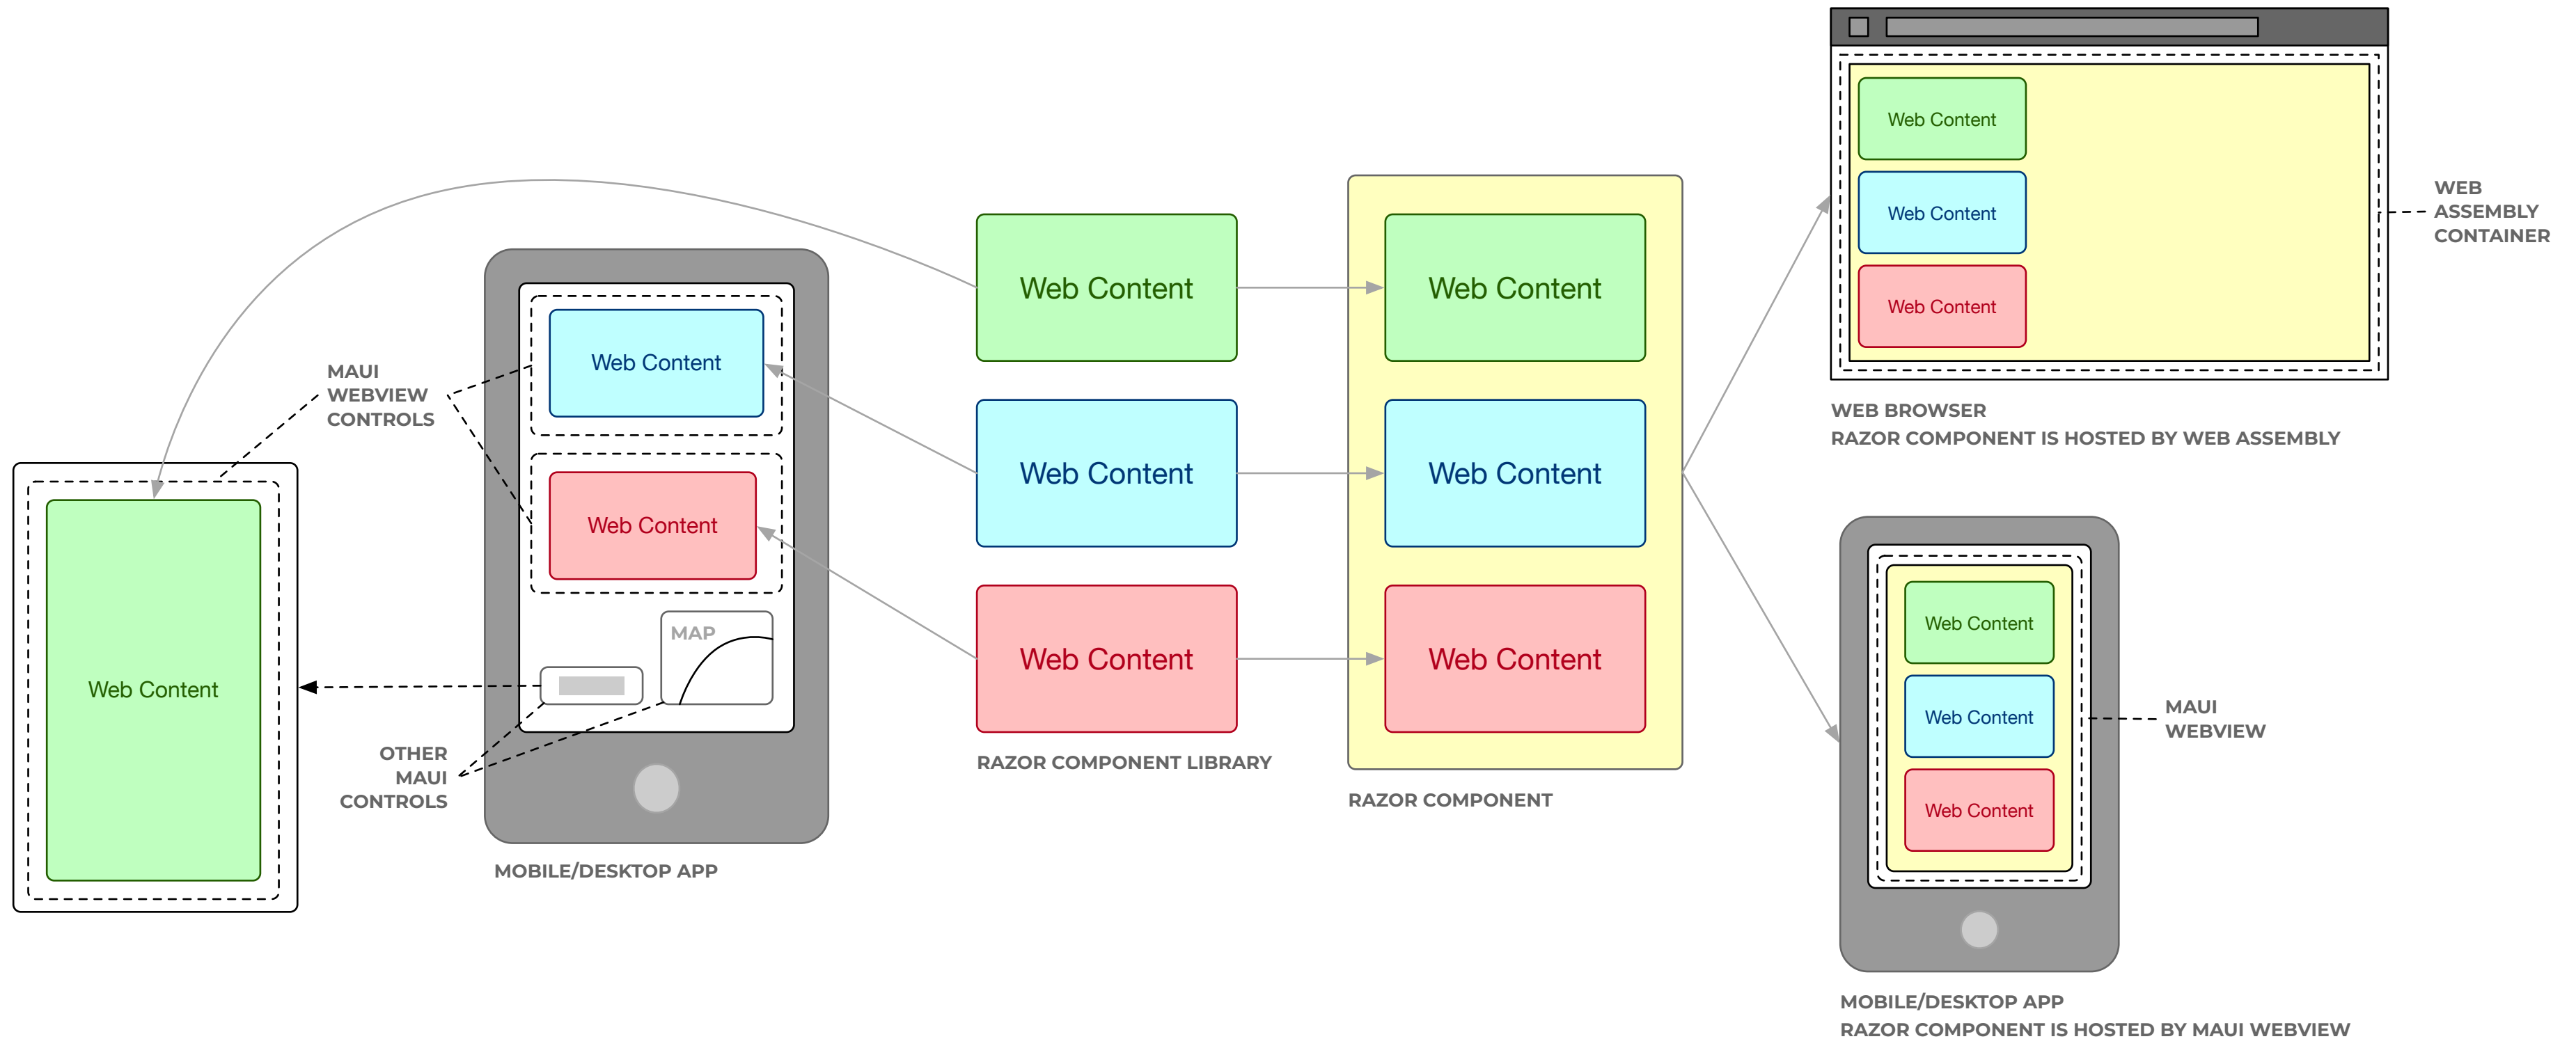 Web Content
MAUI
WEBVIEW
CONTROLS
Web Content
Web Content
MAP
OTHER
MAUI
CONTROLS
MOBILE/DESKTOP APP
Web Content
Web Content
Web Content
RAZOR COMPONENT LIBRARY
Web Content
Web Content
Web Content
RAZOR COMPONENT
Web Content
Web Content
Web Content
WEB
ASSEMBLY
CONTAINER
WEB BROWSER
RAZOR COMPONENT IS HOSTED BY WEB ASSEMBLY
Web Content
Web Content
Web Content
MAUI
WEBVIEW
MOBILE/DESKTOP APP
RAZOR COMPONENT IS HOSTED BY MAUI WEBVIEW